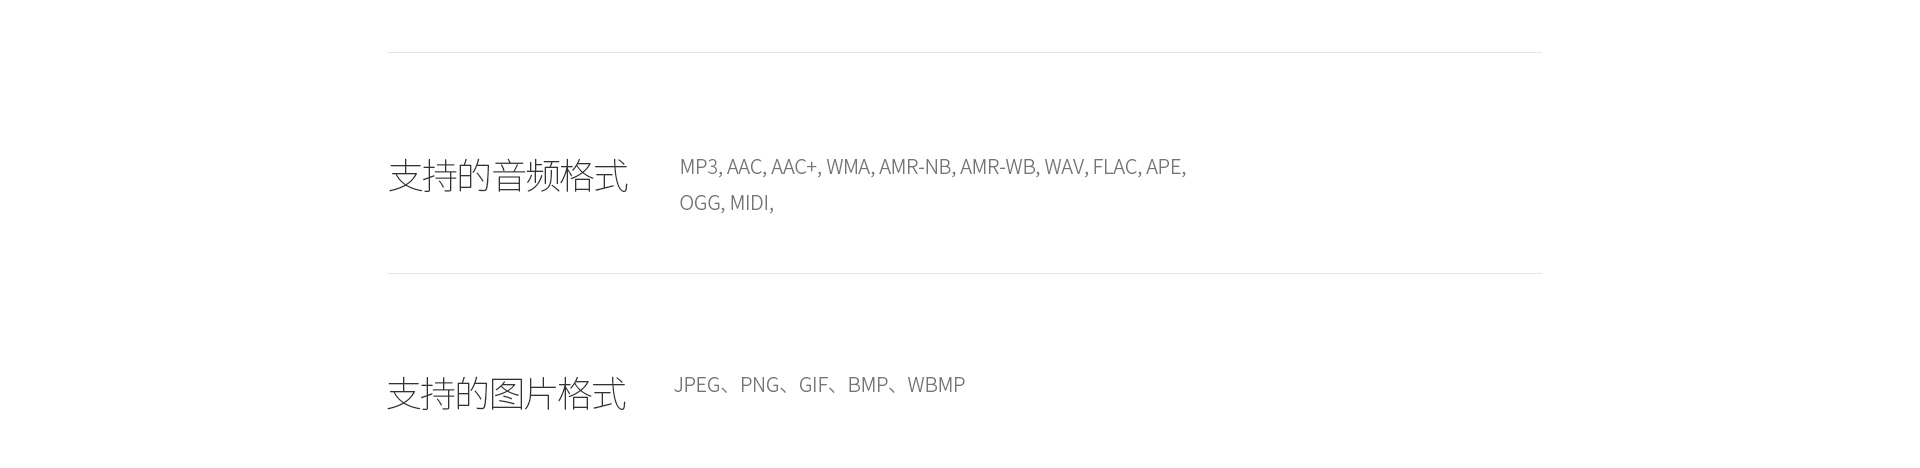 支持的音频格式
MP3, AAC, AAC+, WMA, AMR-NB, AMR-WB, WAV, FLAC, APE,
OGG, MIDI,
支持的图片格式
JPEG、PNG、GIF、BMP、WBMP